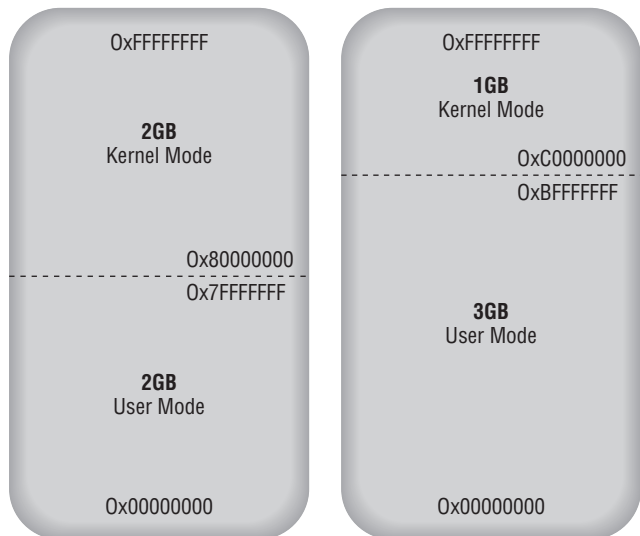 0xFFFFFFFF
2GB
Kernel Mode
0x80000000
0x7FFFFFFF
2GB
User Mode
0x00000000
0xFFFFFFFF
1GB
Kernel Mode
0xC0000000
0xBFFFFFFF
3GB
User Mode
0x00000000